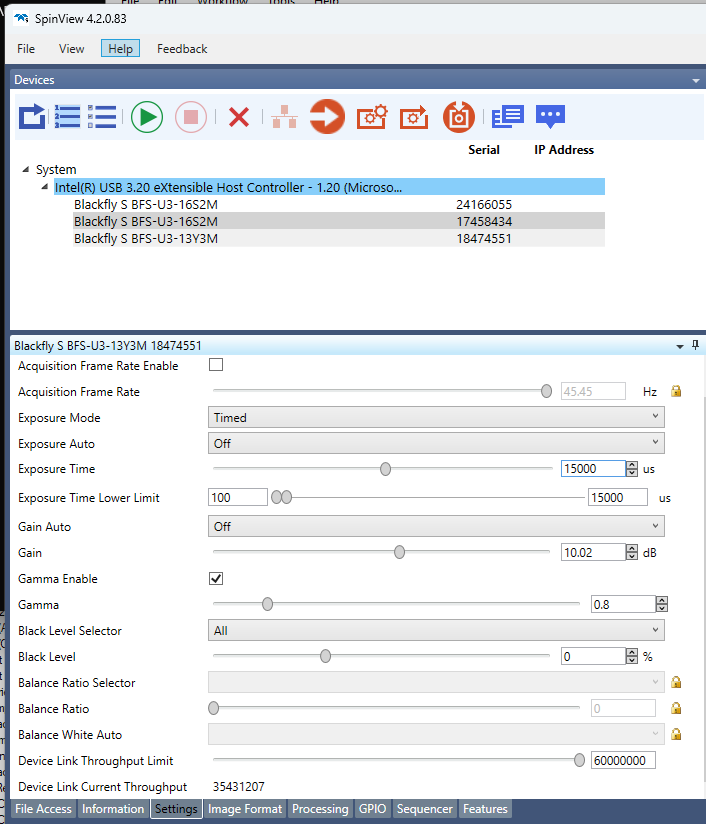 SpinView 4.2.0.83
File View Help Feedback
Devices
Serial IP Address
System
Intel(R) USB 3.20 eXtensible Host Controller - 1.20 (Microso...
Blackfly S BFS-U3-16S2M 24166055
Blackfly S BFS-U3-16S2M 17458434
Blackfly S BFS-U3-13Y3M 18474551
Blackfly S BFS-U3-13Y3M 18474551
Acquisition Frame Rate Enable
Acquisition Frame Rate 45.45 Hz
Exposure Mode Timed
Exposure Auto Off
Exposure Time 15000 us
Exposure Time Lower Limit 100 15000 us
Gain Auto Off
Gain 10.02 dB
Gamma Enable
Gamma 0.8
Black Level Selector All
Black Level 0 %
Balance Ratio Selector
Balance Ratio 0
Balance White Auto
Device Link Throughput Limit 60000000
Device Link Current Throughput 35431207
File Access Information Settings Image Format Processing GPIO Sequencer Features